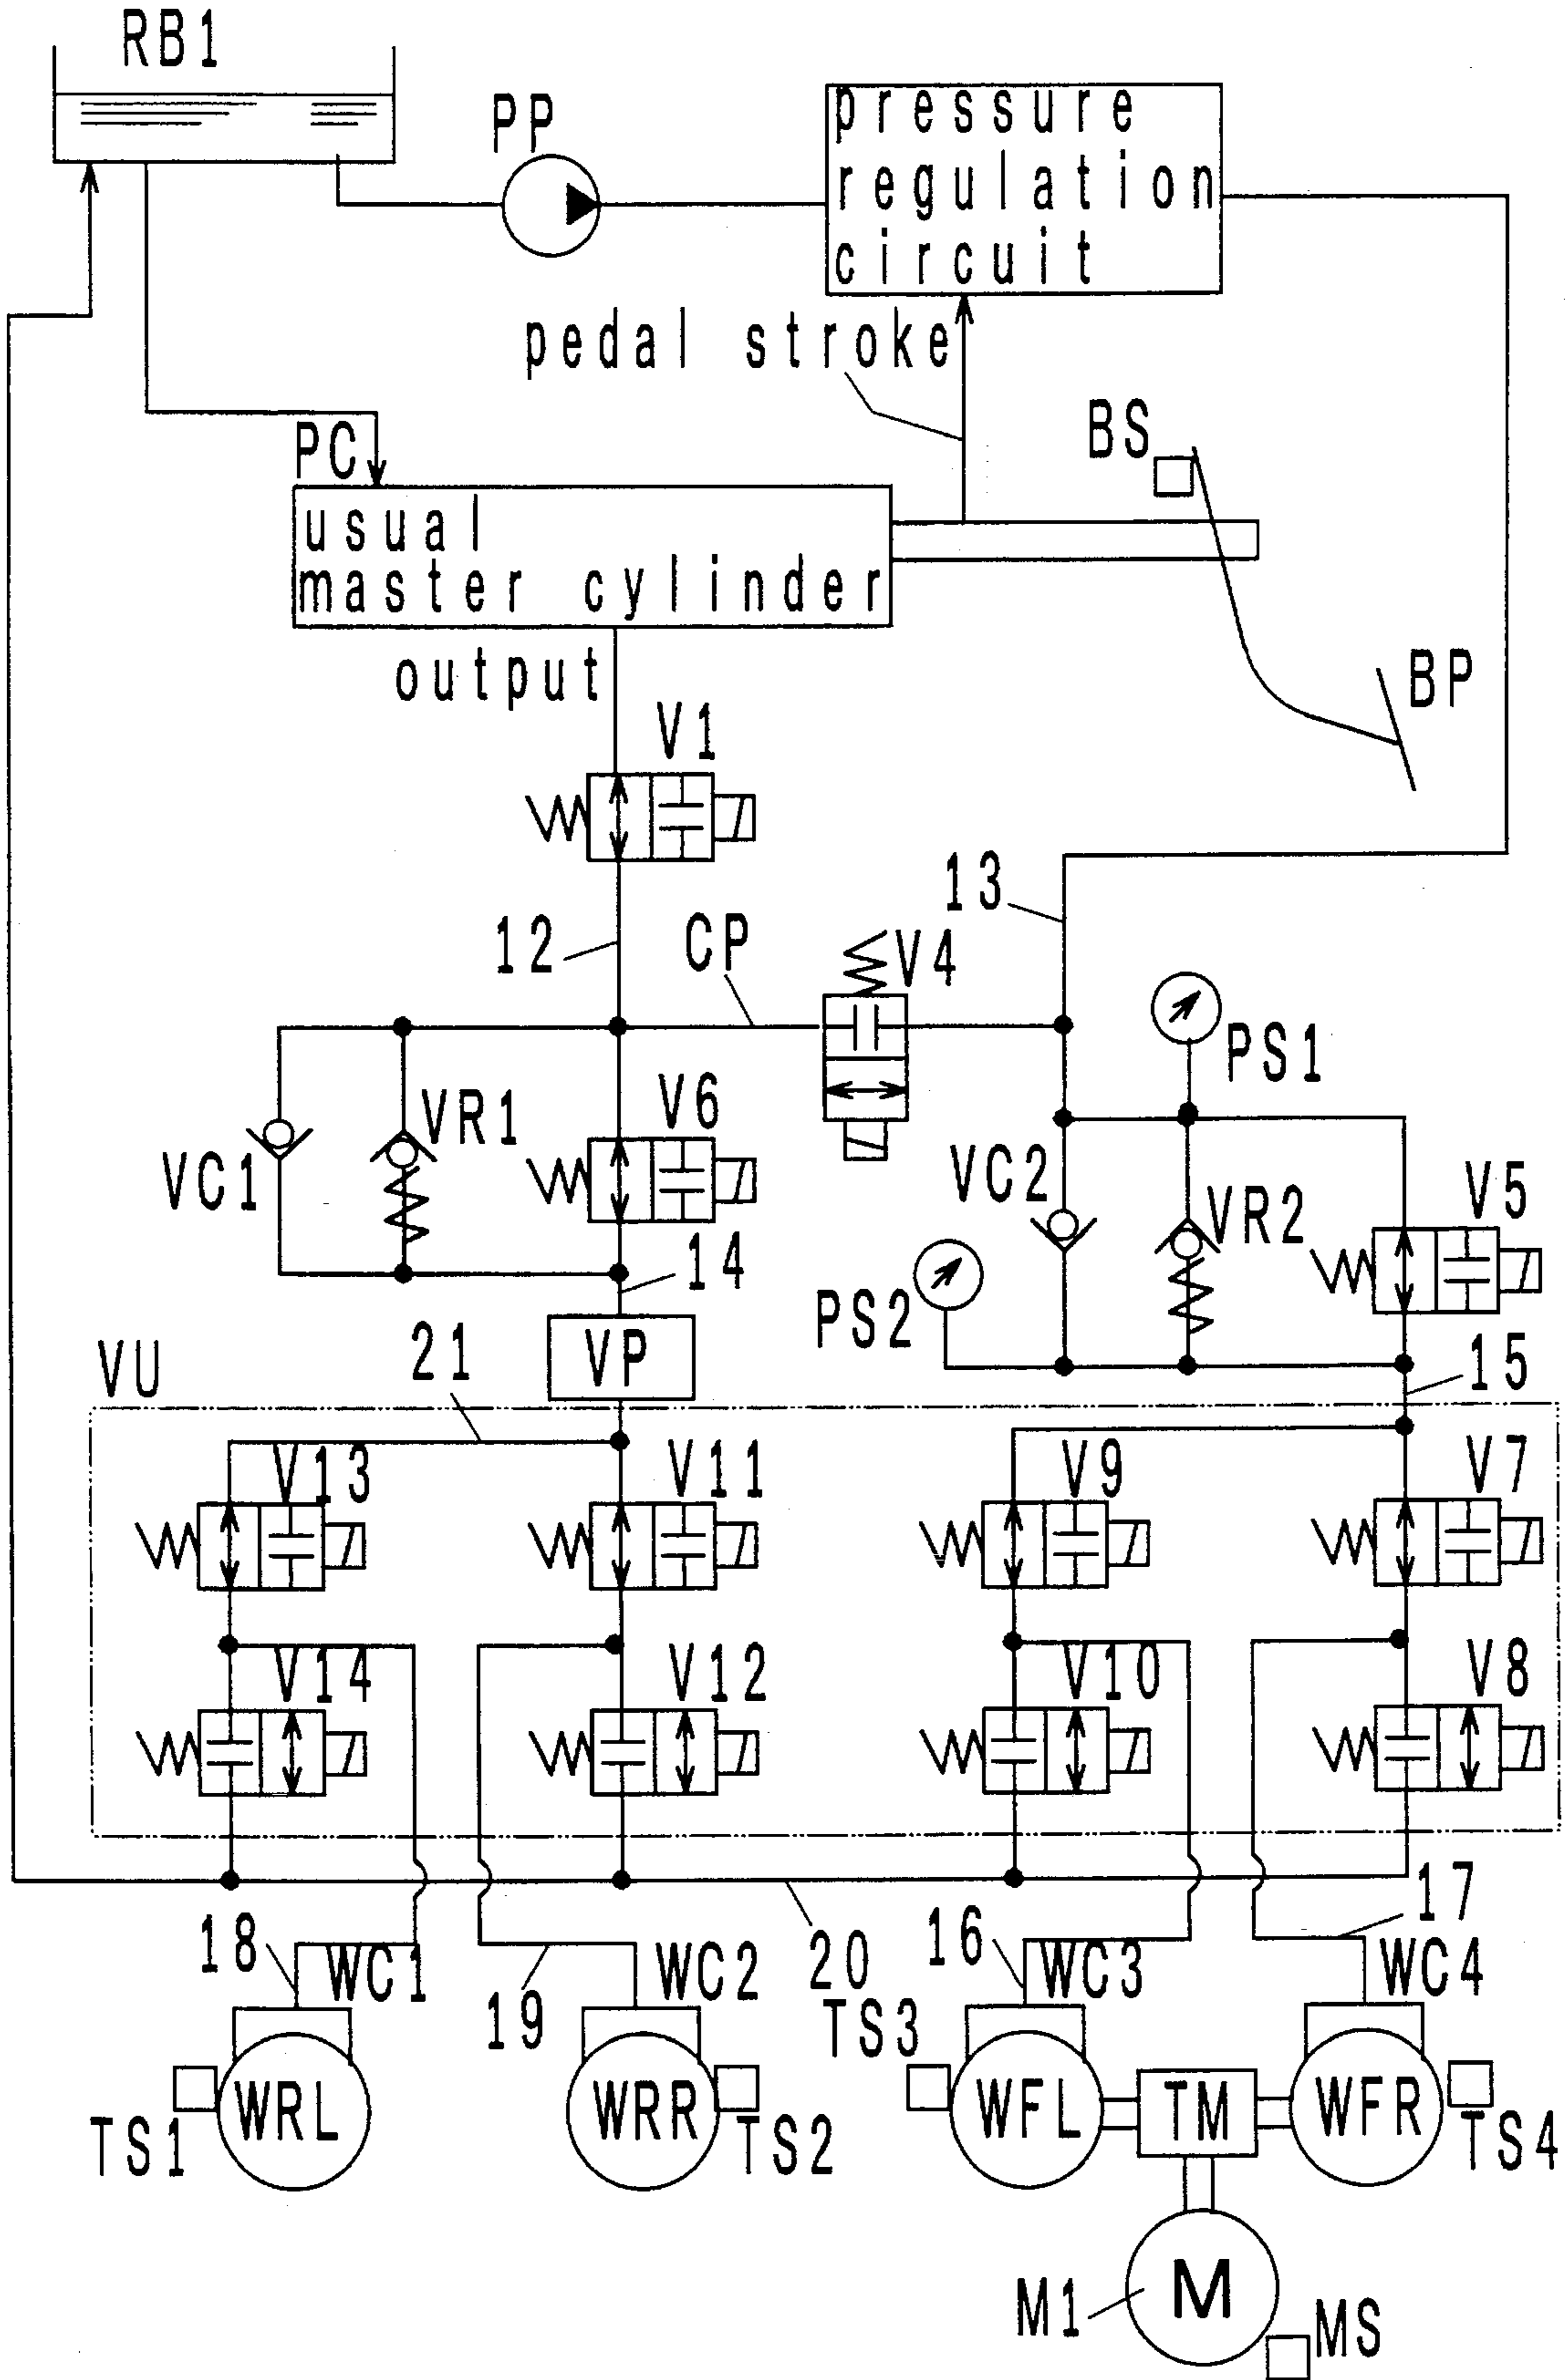 RB1
PP
pressure
regulation
circuit
pedal stroke
PC
BS
usual
master cylinder
output
BP
V1
13
12
CP
V4
PS1
V6
VR1
VC1
VC2
VR2
V5
14
PS2
VP
21
VU
15
V13
V11
V9
V7
V14
V12
V10
V8
18
WC1
19
WC2
20
16
WC3
17
WC4
TS3
WRL
WRR
WFL
TM
WFR
TS1
TS2
TS4
M
M1
MS